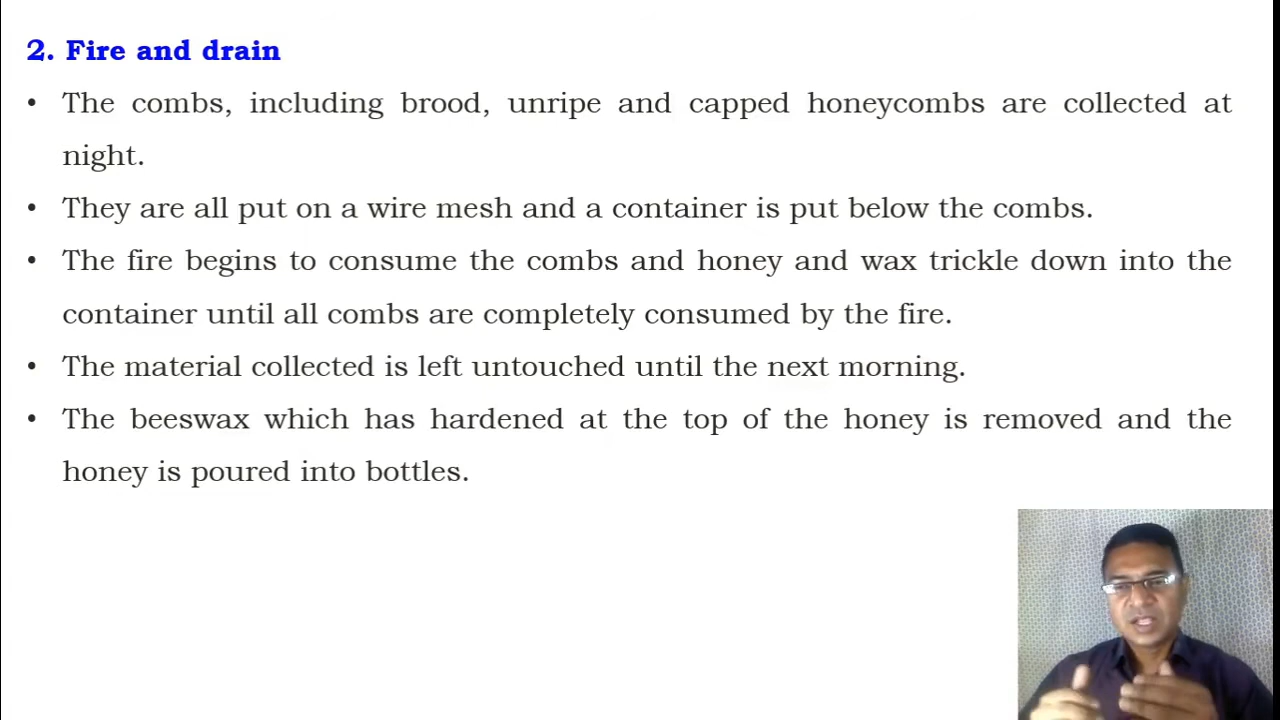 2. Fire and drain
• The combs, including brood, unripe and capped honeycombs are collected at
night.
• They are all put on a wire mesh and a container is put below the combs.
• The fire begins to consume the combs and honey and wax trickle down into the
container until all combs are completely consumed by the fire.
• The material collected is left untouched until the next morning.
• The beeswax which has hardened at the top of the honey is removed and the
honey is poured into bottles.